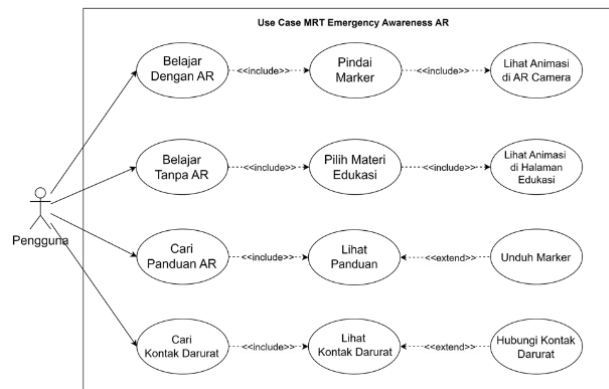 Use Case MRT Emergency Awareness AR
Belajar
Dengan AR
<<include>>
Pindai
Marker
<<include>>
Lihat Animasi
di AR Camera
Belajar
Tanpa AR
<<include>>
Pilih Materi
Edukasi
<<include>>
Lihat Animasi
di Halaman
Edukasi
Pengguna
Cari
Panduan AR
<<include>>
Lihat
Panduan
<<extend>>
Unduh Marker
Cari
Kontak Darurat
<<include>>
Lihat
Kontak Darurat
<<extend>>
Hubungi Kontak
Darurat